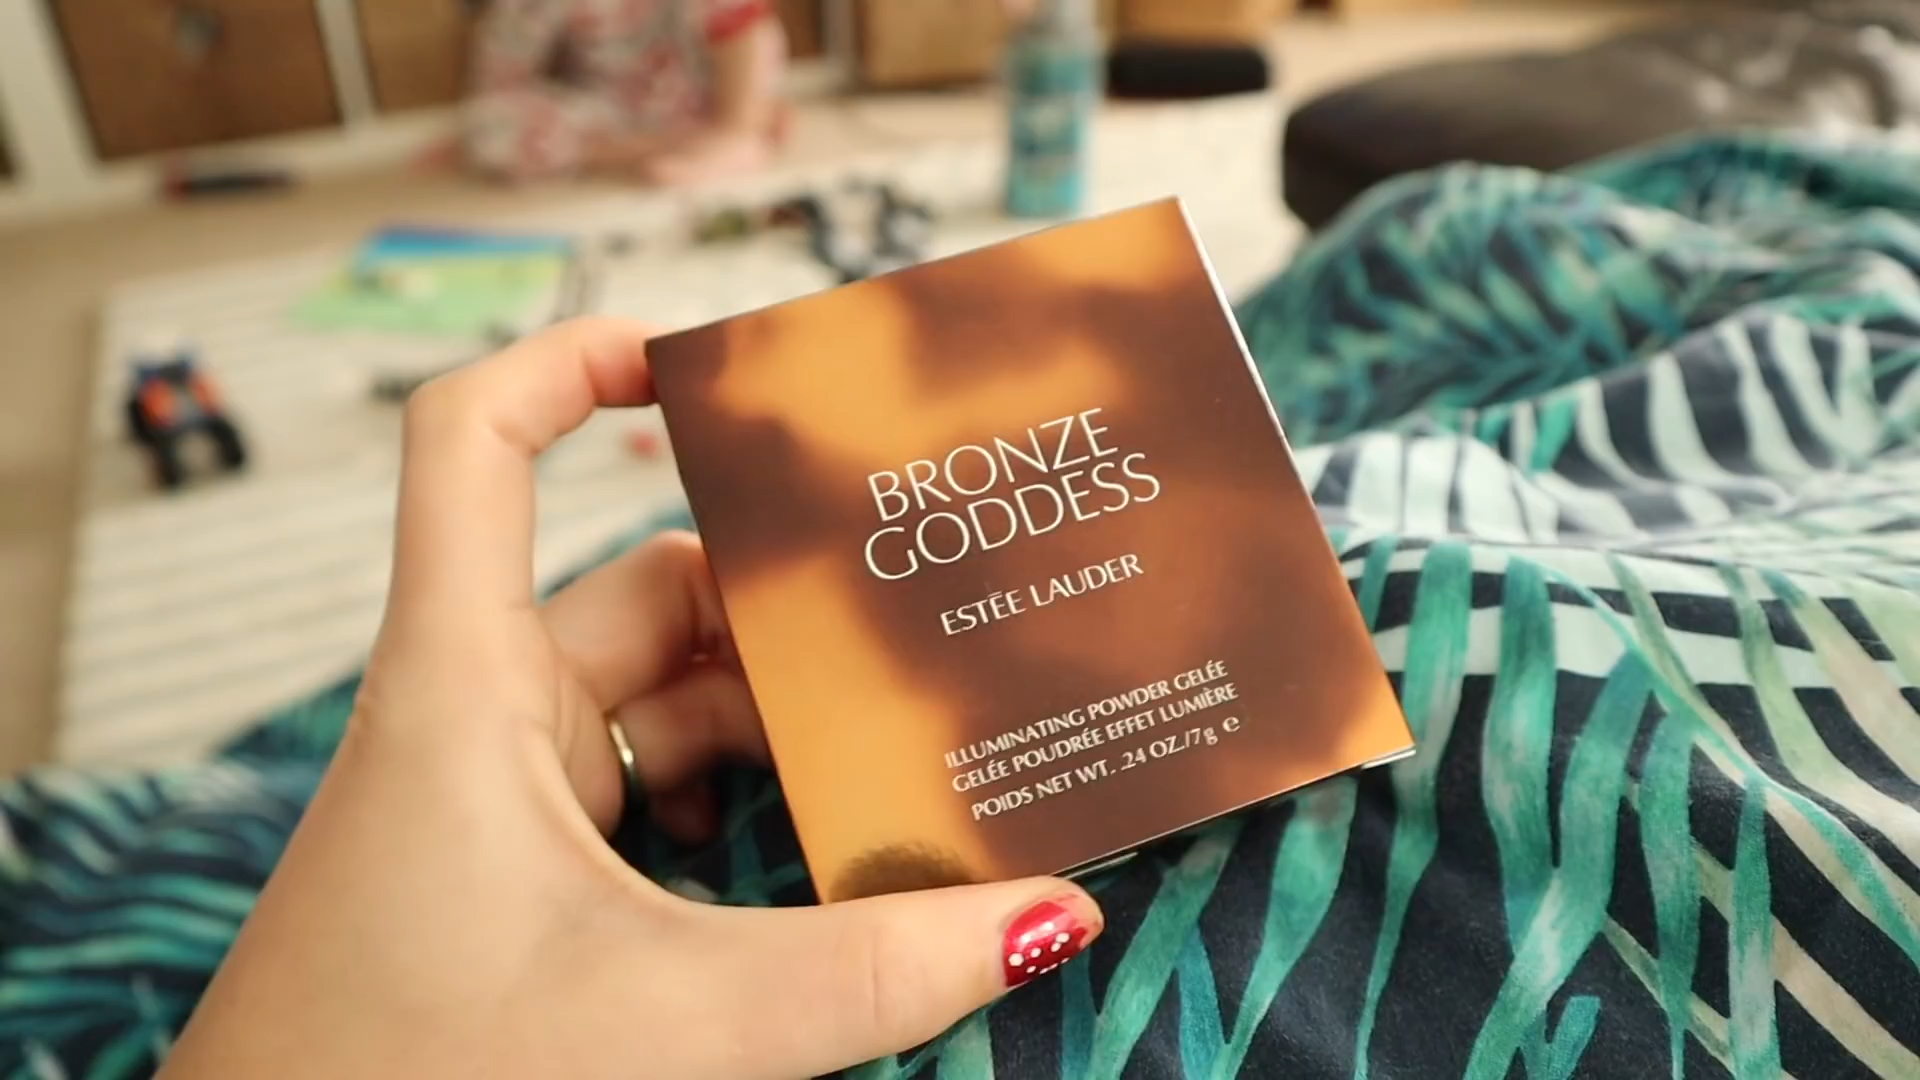 BRONZE
GODDESS
ESTĒE LAUDER
ILLUMINATING POWDER GELÉE
GELÉE POUDRÉE EFFET LUMIÈRE
POIDS NET WT. .24 OZ./7g ℮